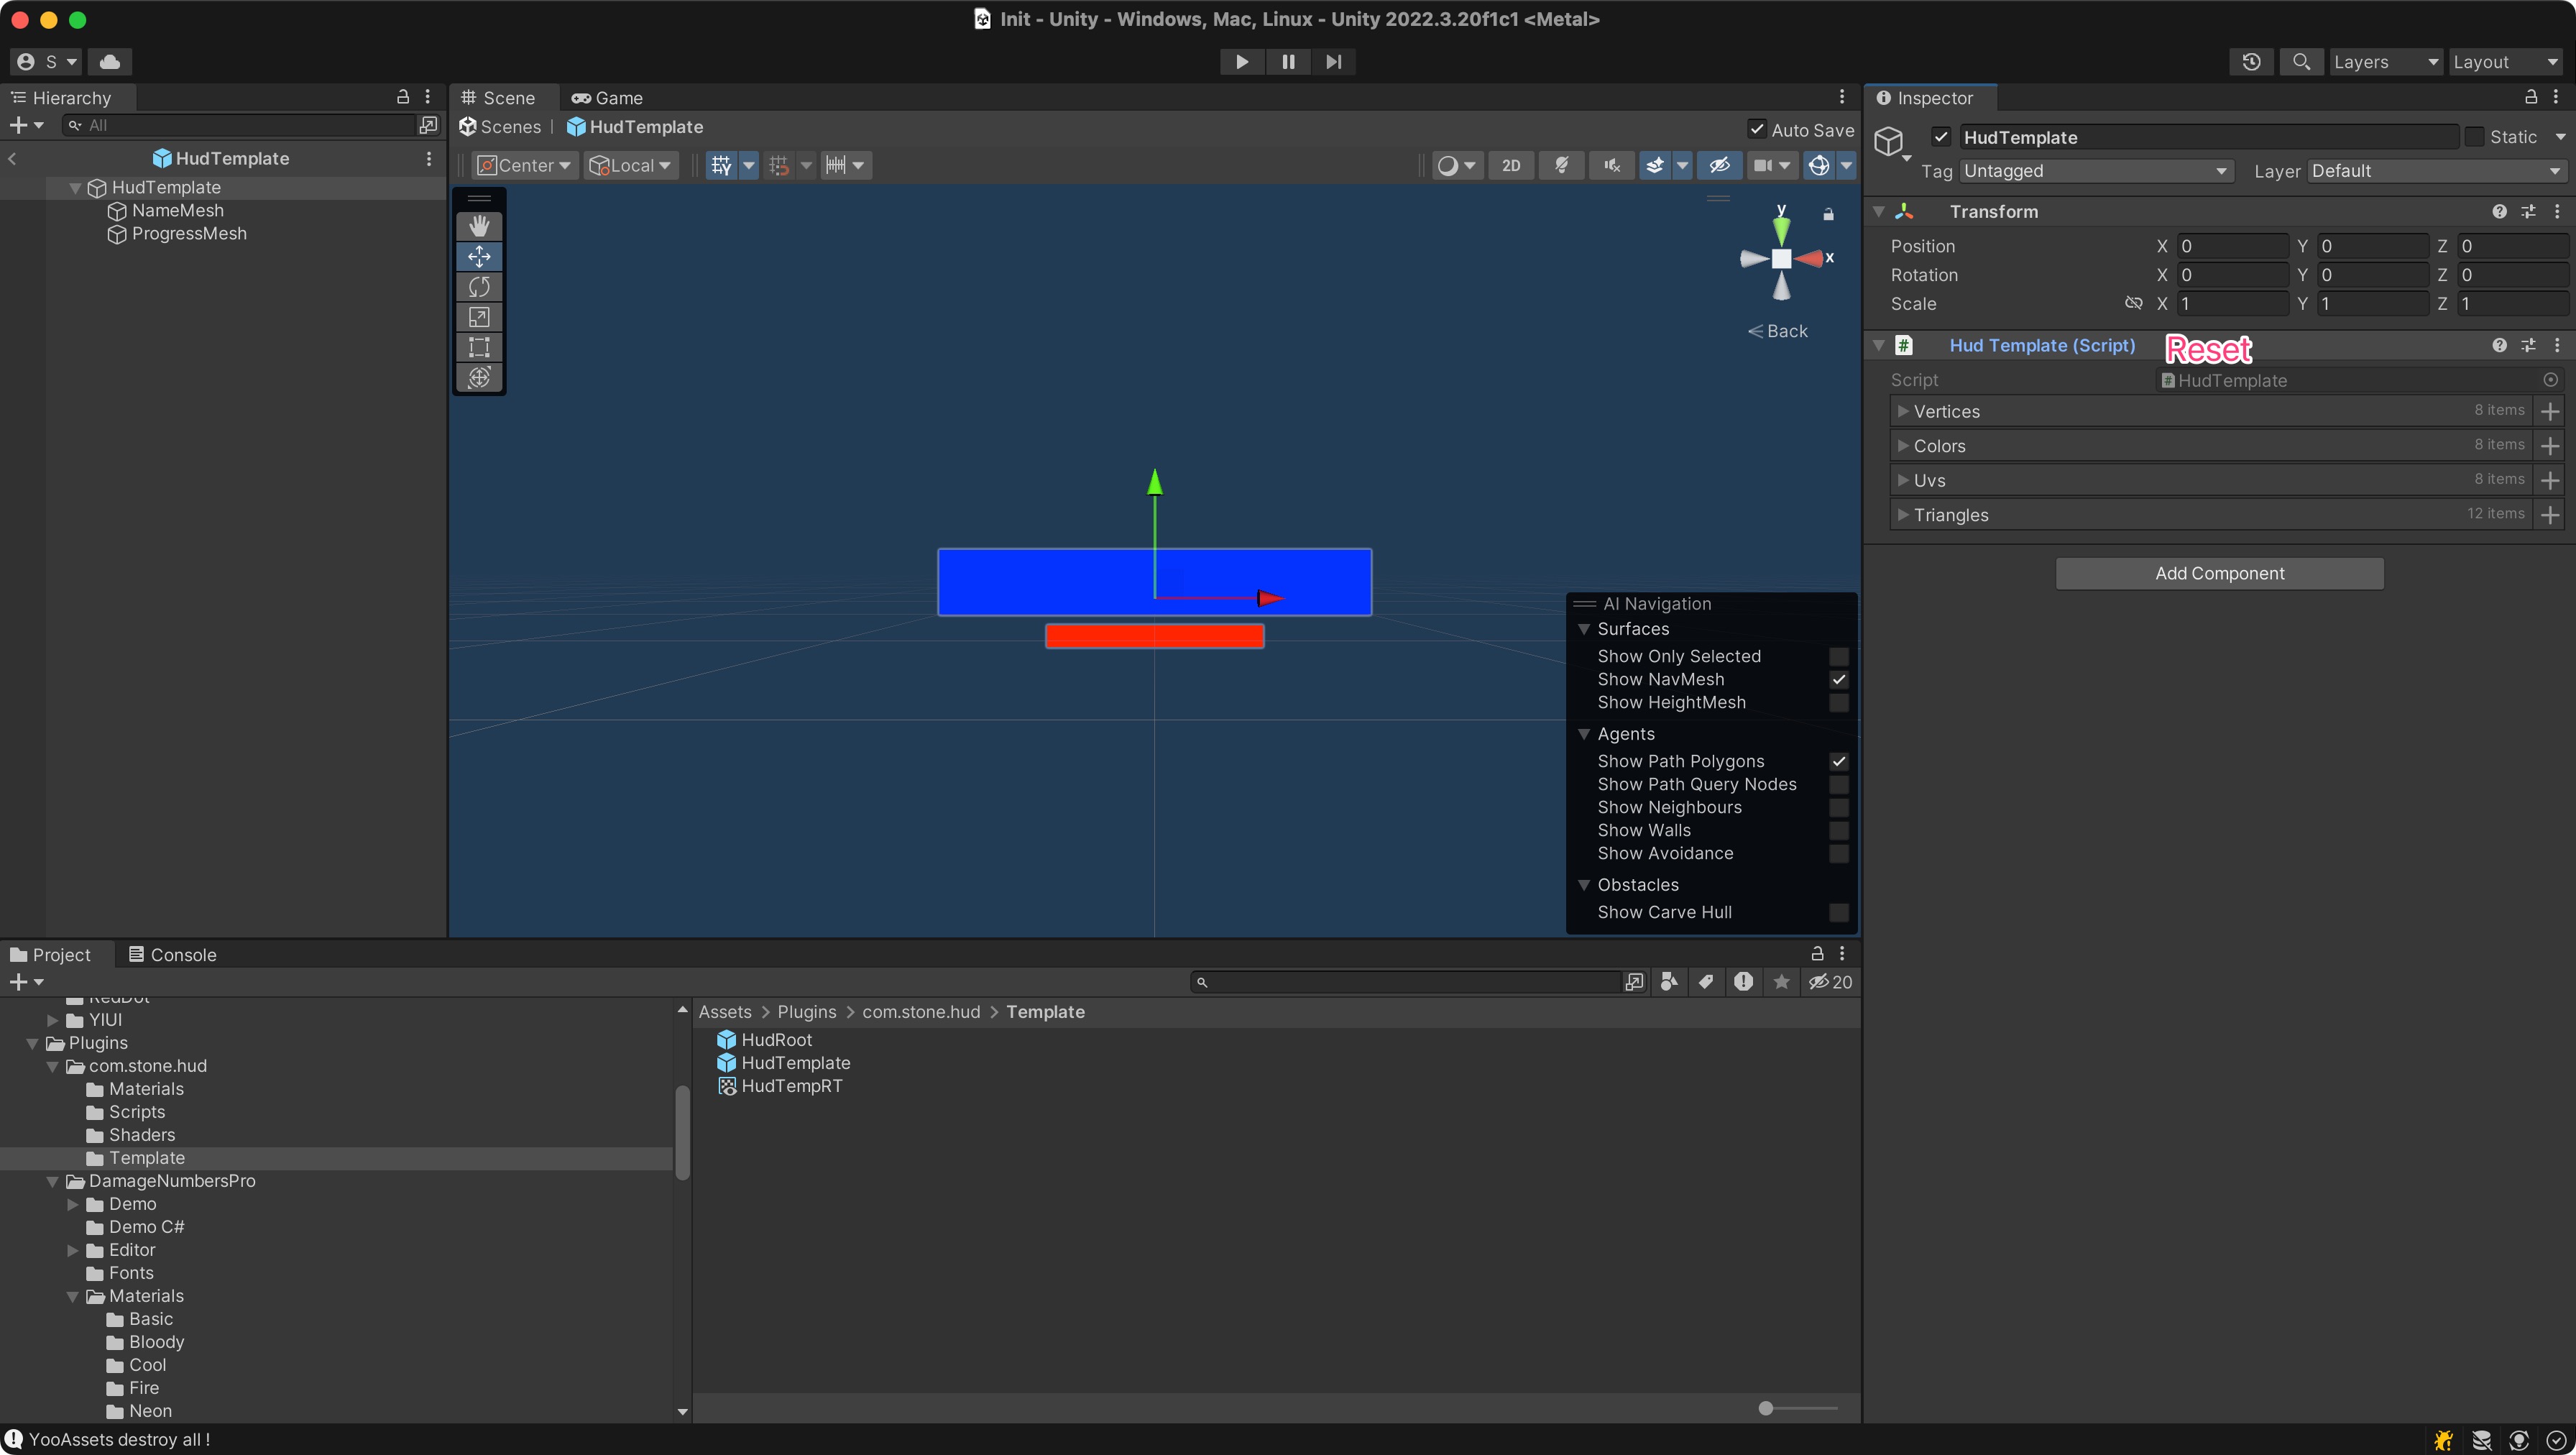 Init - Unity - Windows, Mac, Linux - Unity 2022.3.20f1c1 <Metal>
S
Layers
Layout
Hierarchy
All
HudTemplate
HudTemplate
NameMesh
ProgressMesh
Scene
Game
Scenes | HudTemplate
Auto Save
Center
Local
2D
y
x
Back
AI Navigation
Surfaces
Show Only Selected
Show NavMesh
Show HeightMesh
Agents
Show Path Polygons
Show Path Query Nodes
Show Neighbours
Show Walls
Show Avoidance
Obstacles
Show Carve Hull
Inspector
HudTemplate
Static
Tag Untagged
Layer Default
Transform
Position X 0 Y 0 Z 0
Rotation X 0 Y 0 Z 0
Scale X 1 Y 1 Z 1
Hud Template (Script)
Reset
Script HudTemplate
Vertices 8 items
Colors 8 items
Uvs 8 items
Triangles 12 items
Add Component
Project
Console
20
RedDot
YIUI
Plugins
com.stone.hud
Materials
Scripts
Shaders
Template
DamageNumbersPro
Demo
Demo C#
Editor
Fonts
Materials
Basic
Bloody
Cool
Fire
Neon
Assets > Plugins > com.stone.hud > Template
HudRoot
HudTemplate
HudTempRT
YooAssets destroy all !